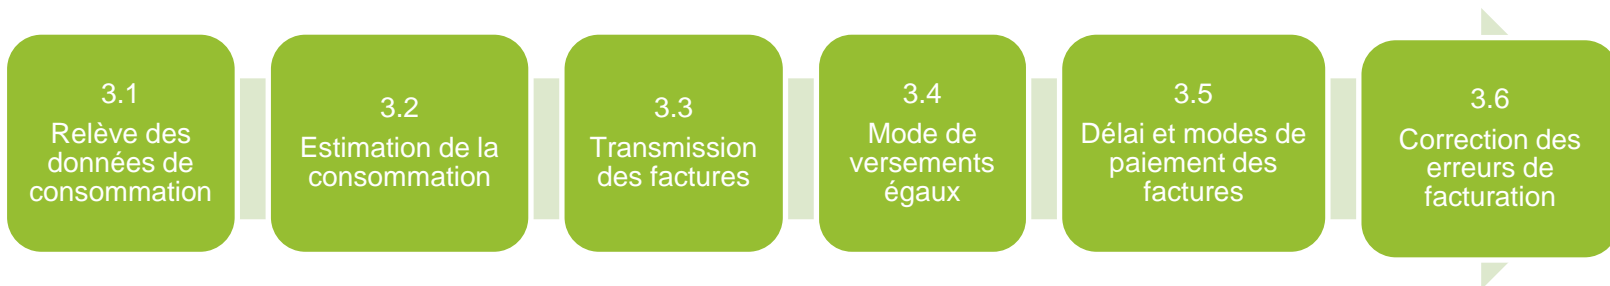 3.1
Relève des
données de
consommation
3.2
Estimation de la
consommation
3.3
Transmission
des factures
3.4
Mode de
versements
égaux
3.5
Délai et modes de
paiement des
factures
3.6
Correction des
erreurs de
facturation